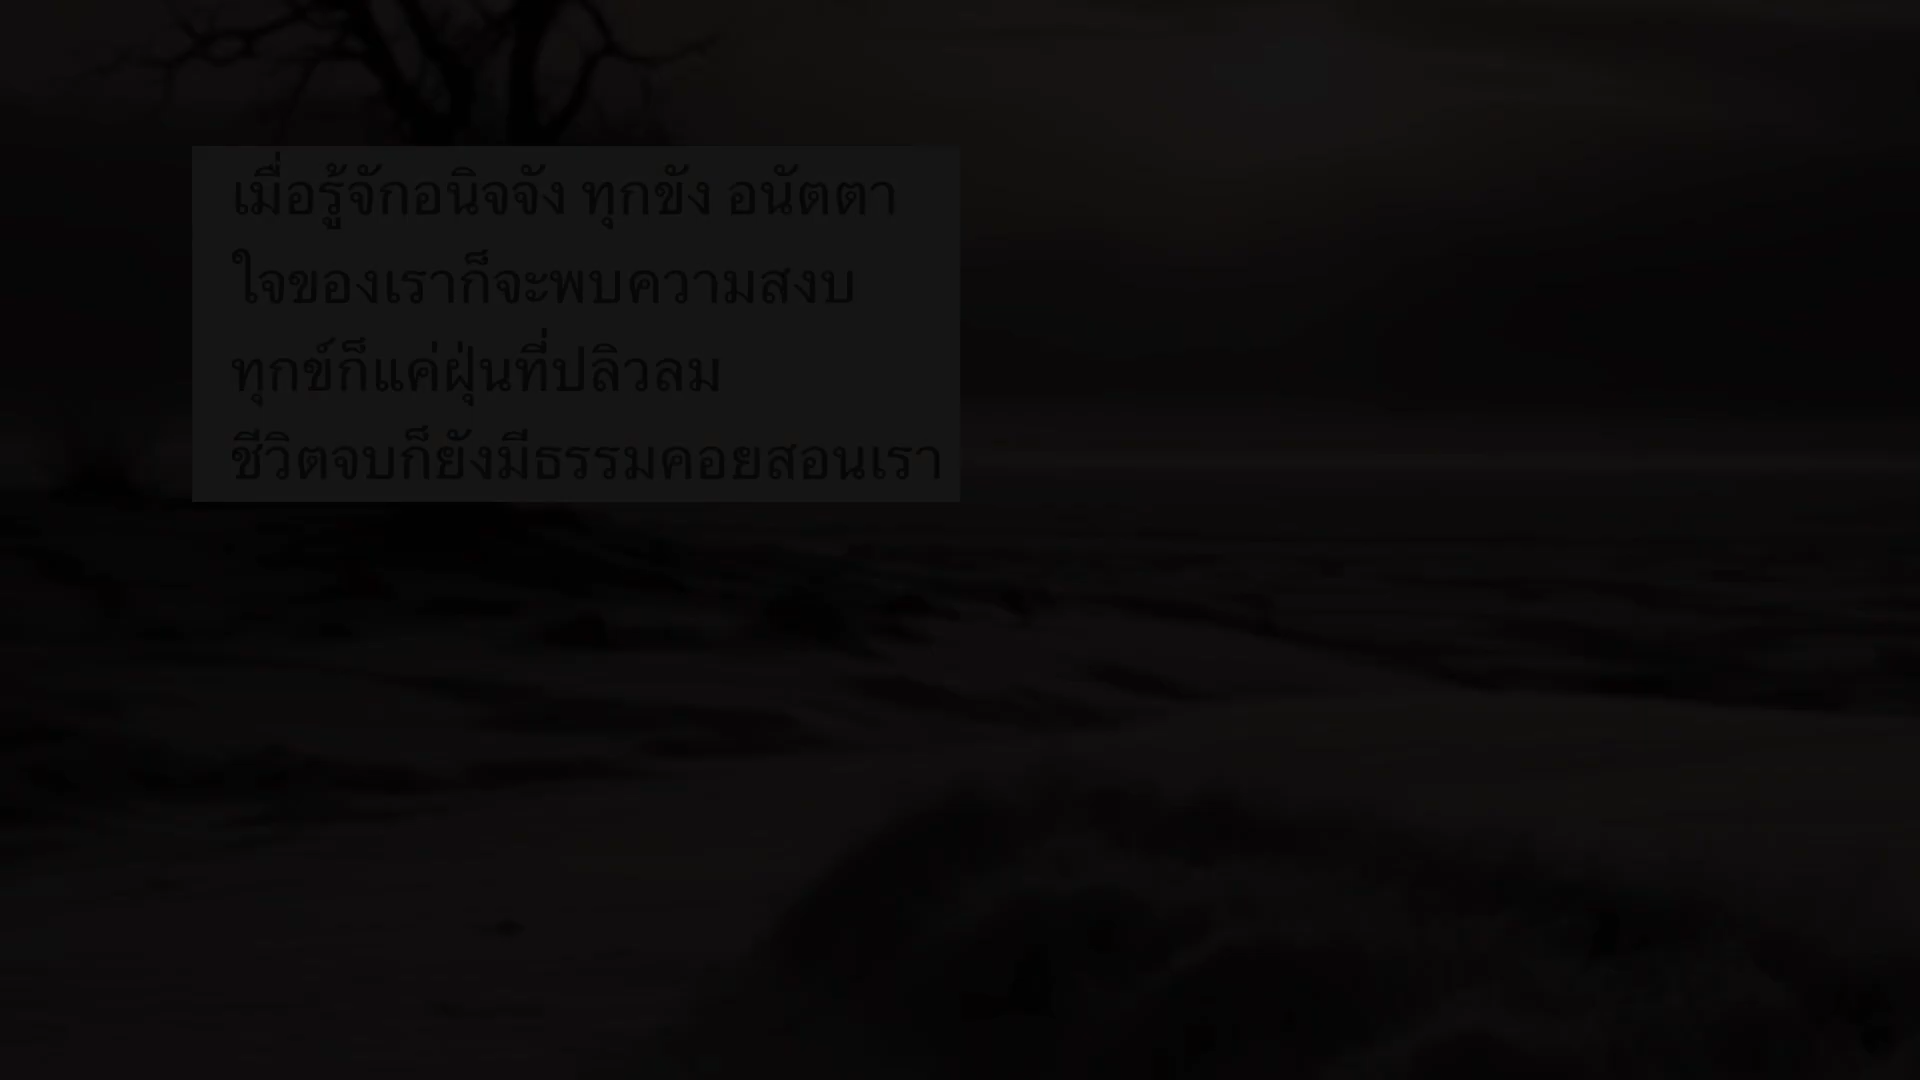 เมื่อรู้จักอนิจจัง ทุกขัง อนัตตา
ใจของเราก็จะพบความสงบ
ทุกข์ก็แค่ฝุ่นที่ปลิวลม
ชีวิตจบก็ยังมีธรรมคอยสอนเรา